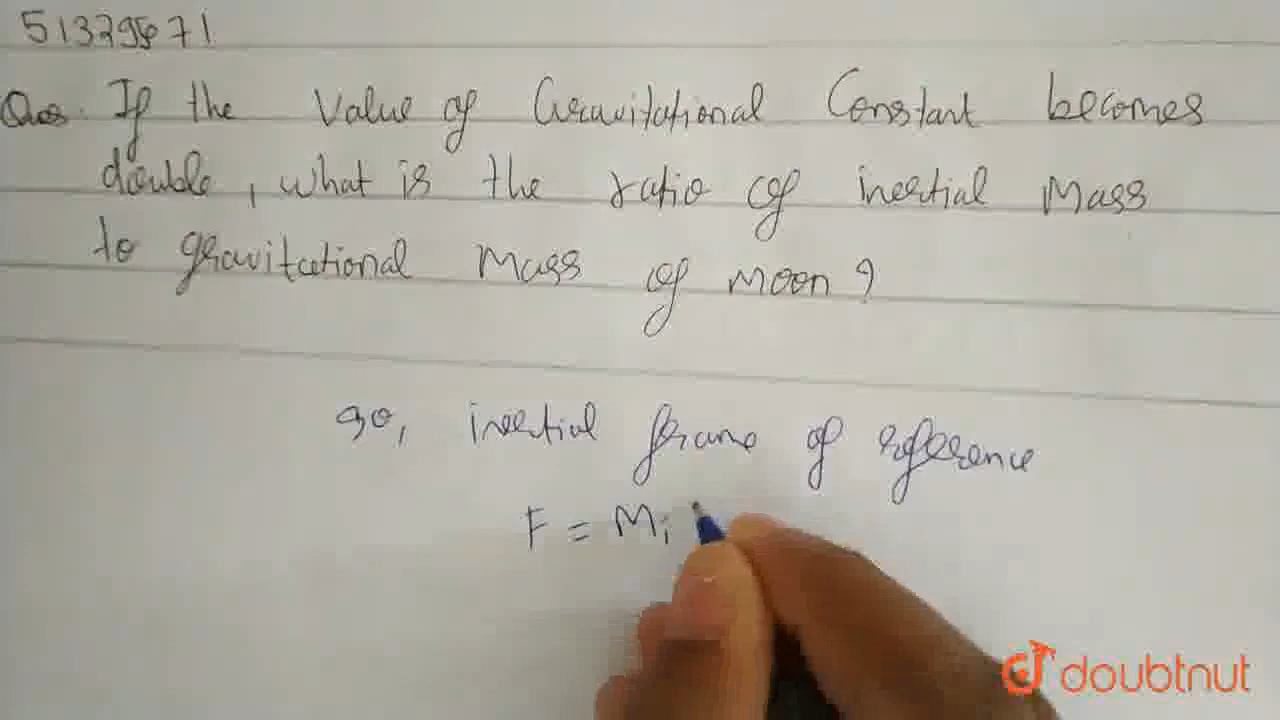 51329671
Ques. If the Value of Gravitational Constant becomes
double, what is the ratio of inertial Mass
to gravitational Mass of moon?
so, inertial frame of reference
F = Mi
doubtnut